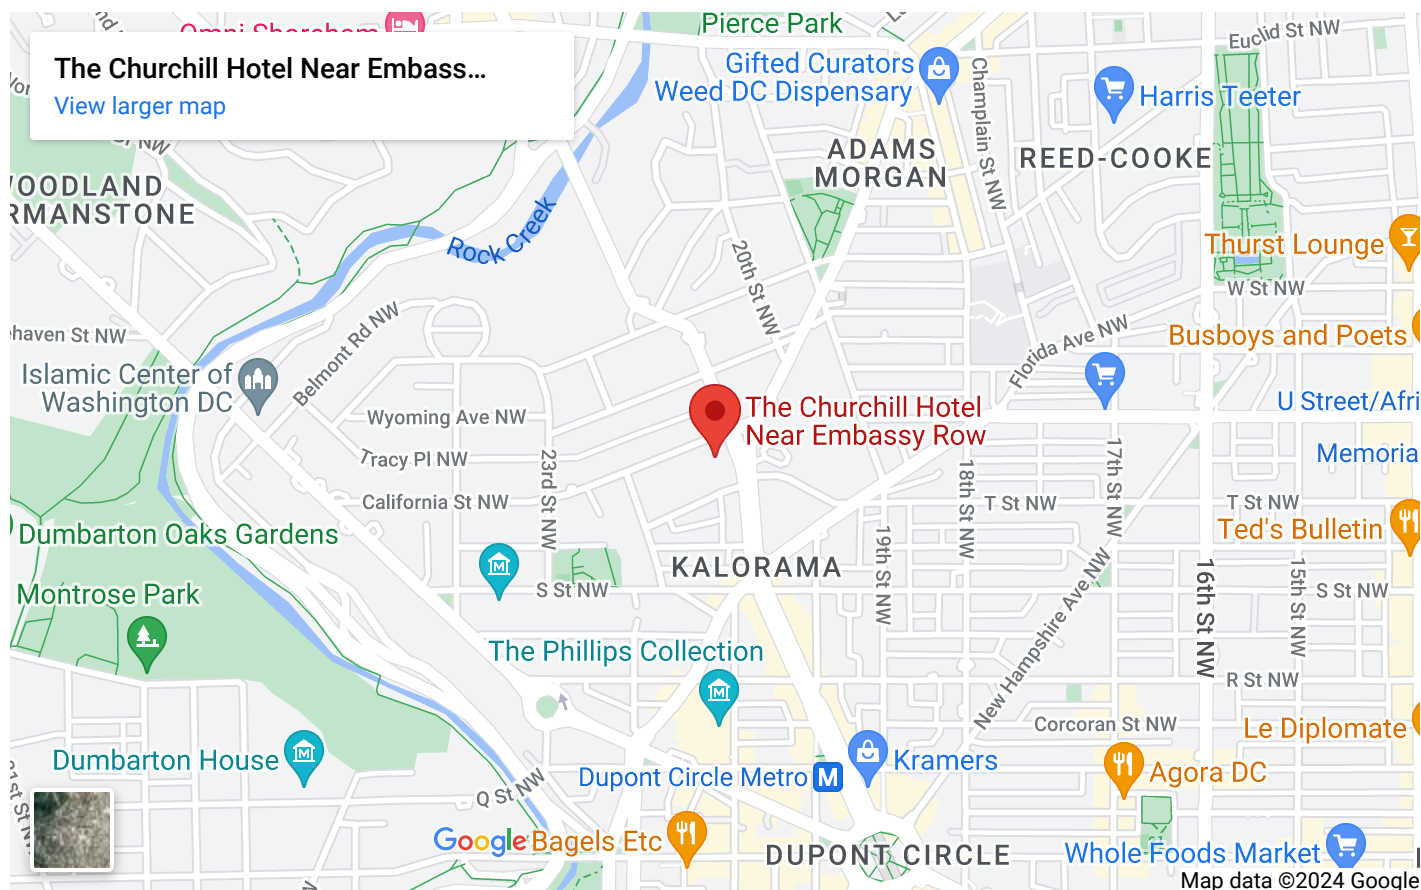 Pierce Park
Omni Shoreham
The Churchill Hotel Near Embass...
View larger map
Euclid St NW
Gifted Curators
Weed DC Dispensary
Champlain St NW
Harris Teeter
ADAMS
MORGAN
REED-COOKE
Rock Creek
20th St NW
Thurst Lounge
W St NW
Belmont Rd NW
Florida Ave NW
Busboys and Poets
Islamic Center of
Washington DC
Wyoming Ave NW
The Churchill Hotel
Near Embassy Row
U Street/Afri
Memoria
Tracy Pl NW
23rd St NW
18th St NW
17th St NW
California St NW
T St NW
T St NW
Ted's Bulletin
Dumbarton Oaks Gardens
19th St NW
KALORAMA
S St NW
16th St NW
15th St NW
S St NW
Montrose Park
The Phillips Collection
New Hampshire Ave NW
R St NW
Corcoran St NW
Le Diplomate
Dumbarton House
Dupont Circle Metro
M
Kramers
Agora DC
Q St NW
Google
Bagels Etc
DUPONT CIRCLE
Whole Foods Market
Map data ©2024 Google